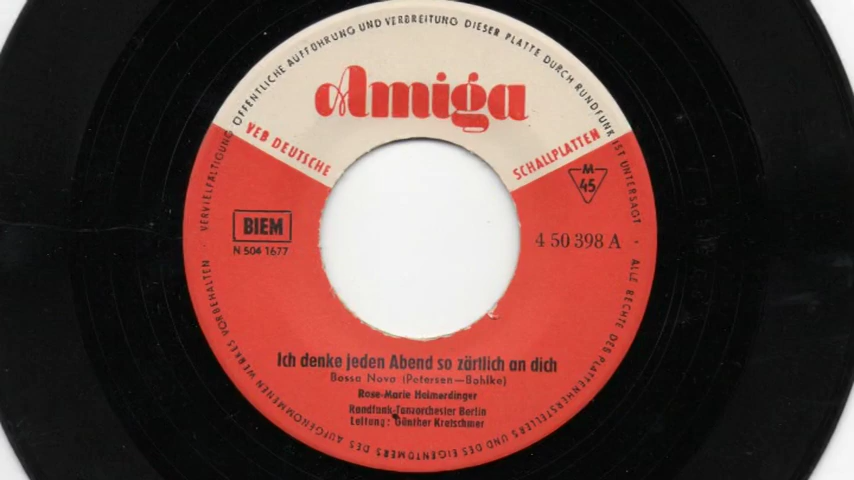 VERVIELFÄLTIGUNG ÖFFENTLICHE AUFFÜHRUNG UND VERBREITUNG DIESER PLATTE DURCH RUNDFUNK IST UNTERSAGT · ALLE RECHTE DES PLATTENHERSTELLERS UND DES EIGENTÜMERS DES AUFGENOMMENEN WERKES VORBEHALTEN ·
Amiga
VEB DEUTSCHE SCHALLPLATTEN
M
45
BIEM
N 504 1677
4 50 398 A
Ich denke jeden Abend so zärtlich an dich
Bossa Nova (Petersen—Bohlke)
Rose-Marie Heimerdinger
Rundfunk-Tanzorchester Berlin
Leitung: Günther Kretschmer